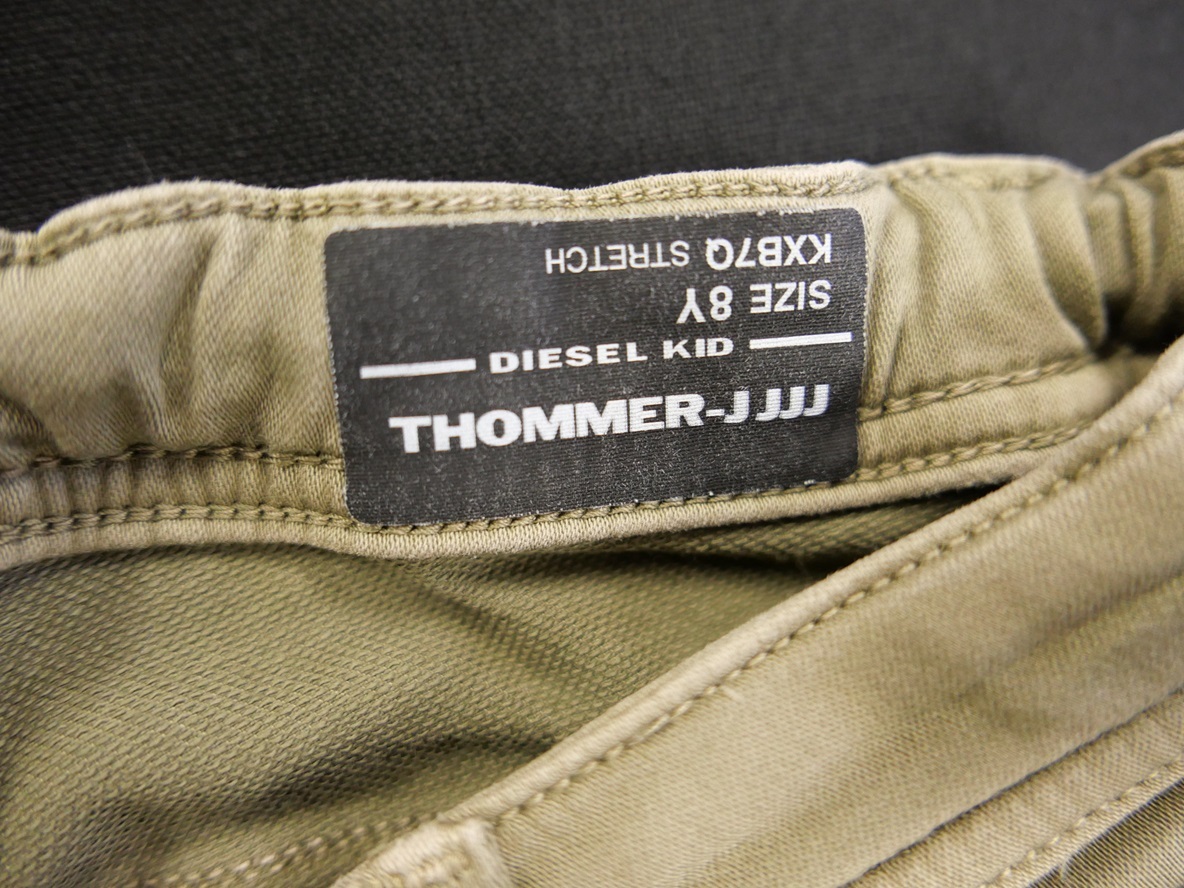 KXB7Q STRETCH
SIZE 8Y
DIESEL KID
THOMMER-J JJJ